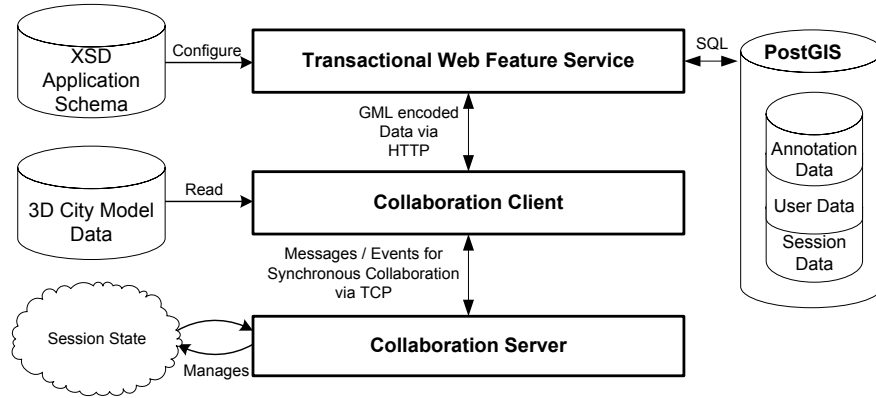 XSD
Application
Schema
Configure
Transactional Web Feature Service
SQL
PostGIS
GML encoded
Data via
HTTP
Annotation
Data
User Data
Session
Data
3D City Model
Data
Read
Collaboration Client
Messages / Events for
Synchronous Collaboration
via TCP
Session State
Manages
Collaboration Server